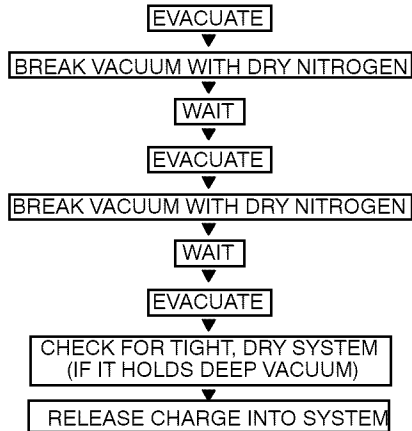 EVACUATE
BREAK VACUUM WITH DRY NITROGEN
WAIT
EVACUATE
BREAK VACUUM WITH DRY NITROGEN
WAIT
EVACUATE
CHECK FOR TIGHT, DRY SYSTEM
(IF IT HOLDS DEEP VACUUM)
RELEASE CHARGE INTO SYSTEM